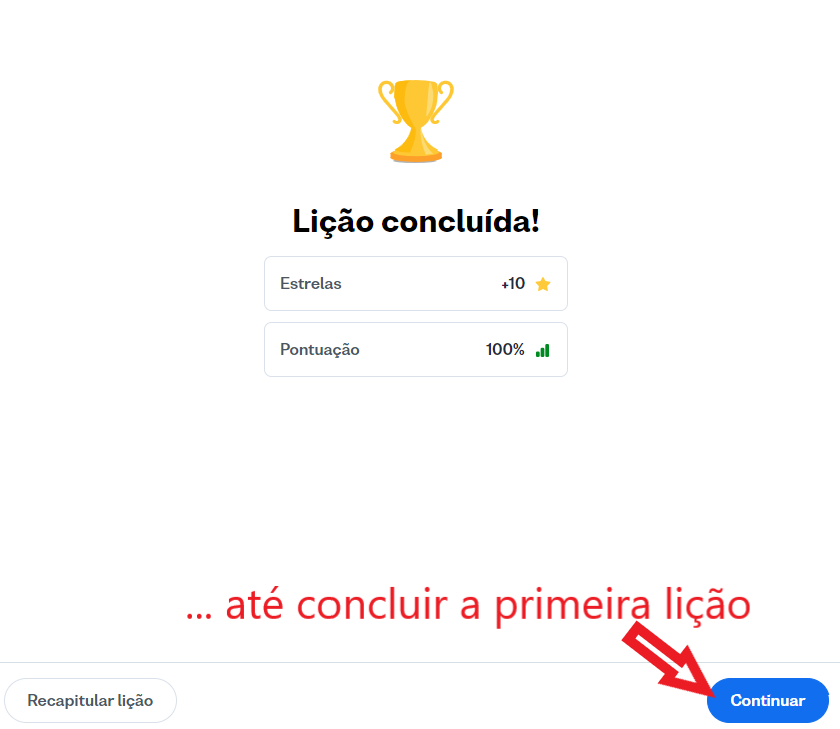 Lição concluída!
Estrelas +10
Pontuação 100%
... até concluir a primeira lição
Recapitular lição Continuar